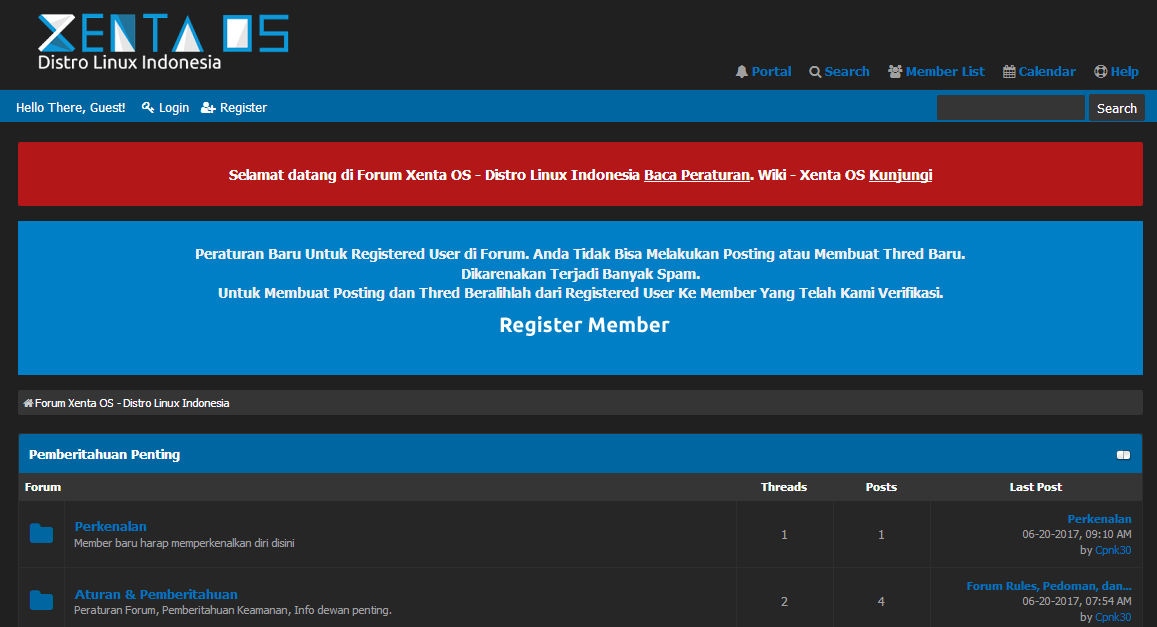 XENTA OS
Distro Linux Indonesia
Portal Search Member List Calendar Help
Hello There, Guest! Login Register
Search
Selamat datang di Forum Xenta OS - Distro Linux Indonesia Baca Peraturan. Wiki - Xenta OS Kunjungi
Peraturan Baru Untuk Registered User di Forum. Anda Tidak Bisa Melakukan Posting atau Membuat Thred Baru.
Dikarenakan Terjadi Banyak Spam.
Untuk Membuat Posting dan Thred Beralihlah dari Registered User Ke Member Yang Telah Kami Verifikasi.
Register Member
Forum Xenta OS - Distro Linux Indonesia
Pemberitahuan Penting
Forum Threads Posts Last Post
Perkenalan
Member baru harap memperkenalkan diri disini
1 1
Perkenalan
06-20-2017, 09:10 AM
by Cpnk30
Aturan & Pemberitahuan
Peraturan Forum, Pemberitahuan Keamanan, Info dewan penting.
2 4
Forum Rules, Pedoman, dan...
06-20-2017, 07:54 AM
by Cpnk30